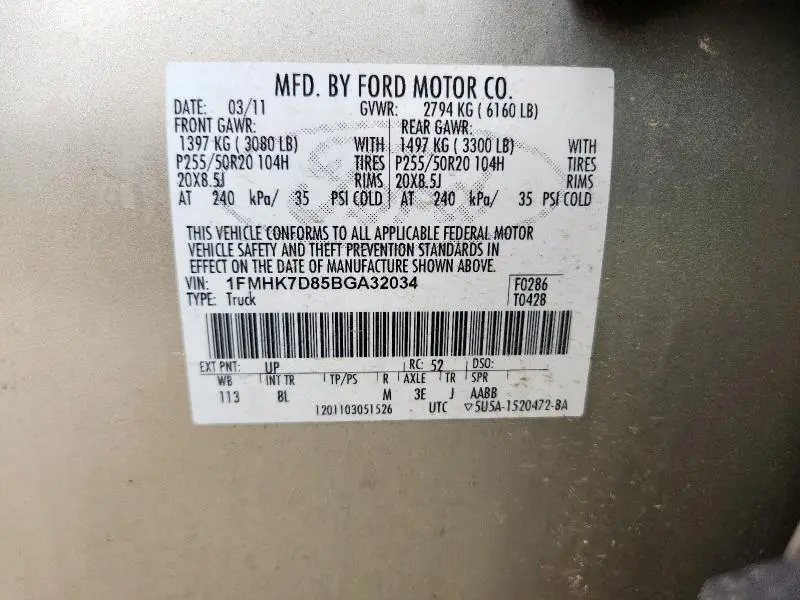 MFD. BY FORD MOTOR CO.
DATE: 03/11 GVWR: 2794 KG ( 6160 LB)
FRONT GAWR: REAR GAWR:
1397 KG ( 3080 LB) WITH 1497 KG ( 3300 LB) WITH
P255/50R20 104H TIRES P255/50R20 104H TIRES
20X8.5J RIMS 20X8.5J RIMS
AT 240 kPa/ 35 PSI COLD AT 240 kPa/ 35 PSI COLD
THIS VEHICLE CONFORMS TO ALL APPLICABLE FEDERAL MOTOR
VEHICLE SAFETY AND THEFT PREVENTION STANDARDS IN
EFFECT ON THE DATE OF MANUFACTURE SHOWN ABOVE.
VIN: 1FMHK7D85BGA32034 F0286
TYPE: Truck T0428
EXT PNT: UP RC: 52 DSO:
WB INT TR TP/PS R AXLE TR SPR
113 8L M 3E J AABB
1201103051526 UTC ▽5U5A-1520472-BA